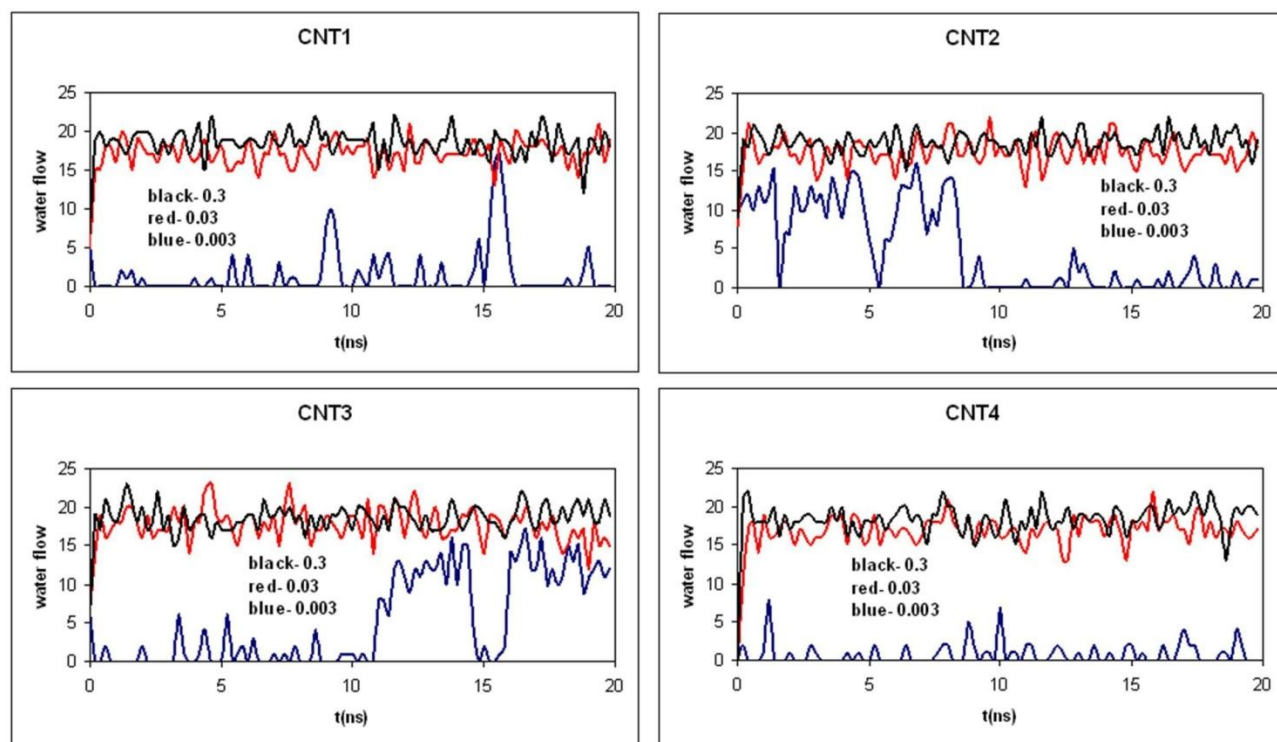 CNT1
25
20
15
10
5
0
water flow
black- 0.3
red- 0.03
blue- 0.003
0 5 10 15 20
t(ns)
CNT2
25
20
15
10
5
0
water flow
black- 0.3
red- 0.03
blue- 0.003
0 5 10 15 20
t(ns)
CNT3
25
20
15
10
5
0
water flow
black- 0.3
red- 0.03
blue- 0.003
0 5 10 15 20
t(ns)
CNT4
25
20
15
10
5
0
water flow
black- 0.3
red- 0.03
blue- 0.003
0 5 10 15 20
t(ns)